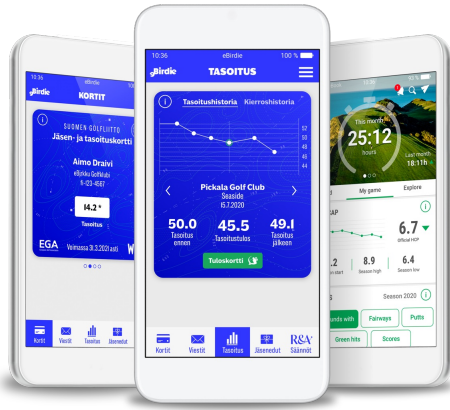 10:36
eBirdie
eBirdie
KORTIT
SUOMEN GOLFLIITTO
Jäsen- ja tasoituskortti
Aimo Draivi
eBirkku Golfklubi
11-123-4567
14.2 *
Tasoitus
EGA
Voimassa 31.3.2021 asti
Kortit
Viestit
Tasoitus
Jäsenedut
10:36
eBirdie
100 %
eBirdie
TASOITUS
Tasoitushistoria
Kierroshistoria
52
50
48
46
44
Pickala Golf Club
Seaside
15.7.2020
50.0
Tasoitus
ennen
45.5
Tasoitustulos
49.1
Tasoitus
jälkeen
Tuloskortti
Kortit
Viestit
Tasoitus
Jäsenedut
R&A
Säännöt
This month
25:12
hours
Last month
18:11h
My game
Explore
6.7
Official HCP
8.9
Season high
6.4
Season low
Season 2020
Fairways
Putts
Green hits
Scores